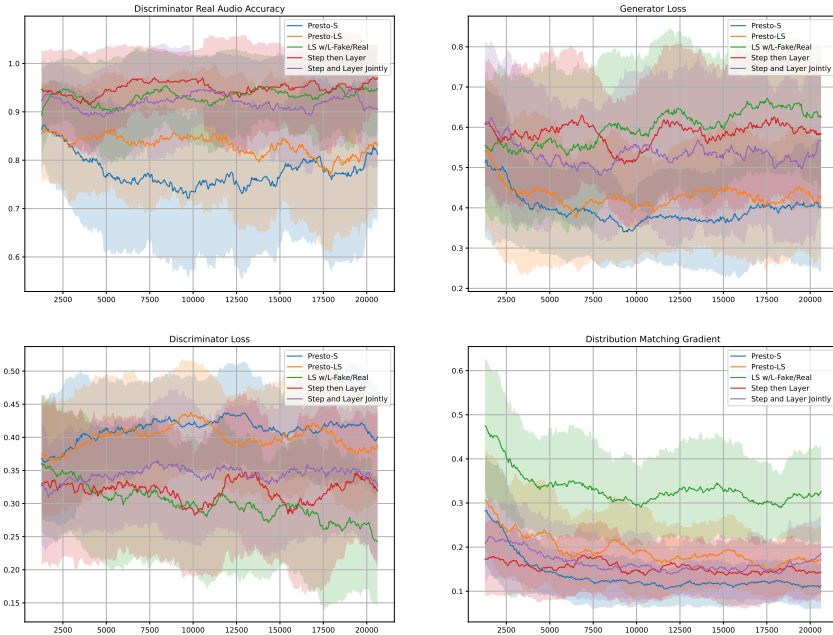 Discriminator Real Audio Accuracy
1.0
0.9
0.8
0.7
0.6
2500 5000 7500 10000 12500 15000 17500 20000
Presto-S
Presto-LS
LS w/L-Fake/Real
Step then Layer
Step and Layer Jointly
Generator Loss
0.8
0.7
0.6
0.5
0.4
0.3
0.2
2500 5000 7500 10000 12500 15000 17500 20000
Presto-S
Presto-LS
LS w/L-Fake/Real
Step then Layer
Step and Layer Jointly
Discriminator Loss
0.50
0.45
0.40
0.35
0.30
0.25
0.20
0.15
2500 5000 7500 10000 12500 15000 17500 20000
Presto-S
Presto-LS
LS w/L-Fake/Real
Step then Layer
Step and Layer Jointly
Distribution Matching Gradient
0.6
0.5
0.4
0.3
0.2
0.1
2500 5000 7500 10000 12500 15000 17500 20000
Presto-S
Presto-LS
LS w/L-Fake/Real
Step then Layer
Step and Layer Jointly